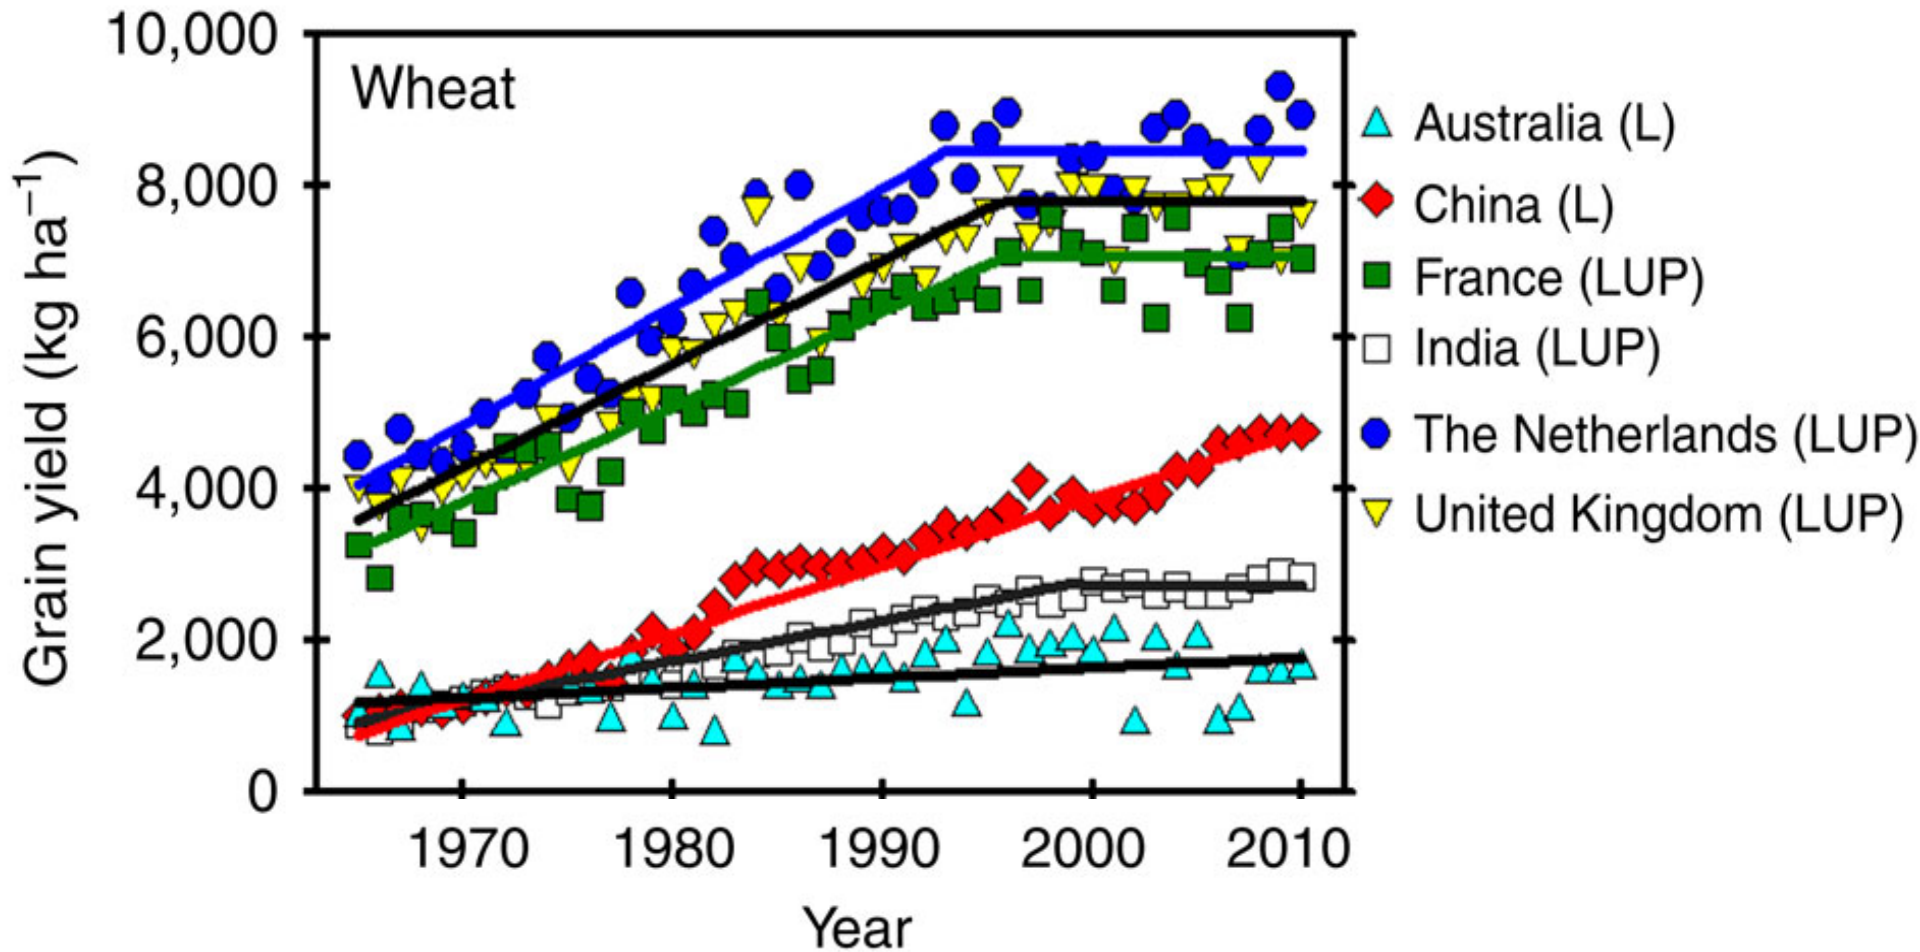 Wheat
Grain yield (kg ha⁻¹)
10,000
8,000
6,000
4,000
2,000
0
1970 1980 1990 2000 2010
Year
Australia (L)
China (L)
France (LUP)
India (LUP)
The Netherlands (LUP)
United Kingdom (LUP)